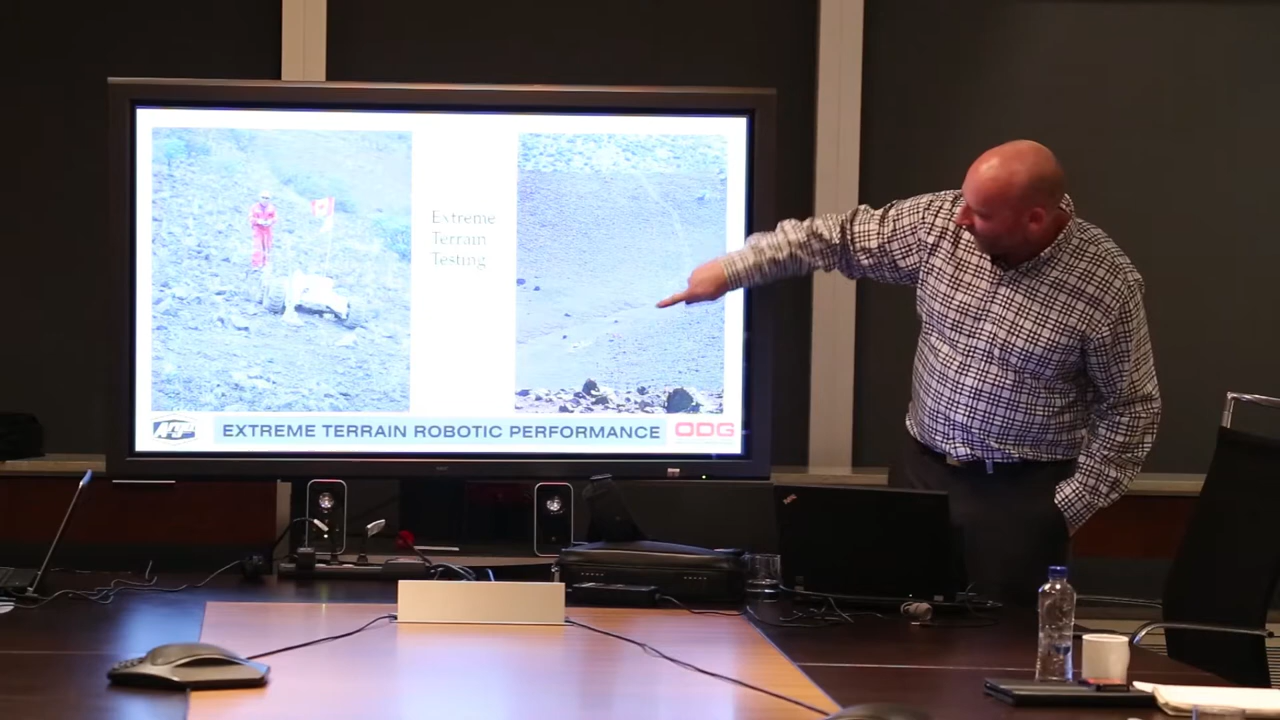 Extreme
Terrain
Testing
EXTREME TERRAIN ROBOTIC PERFORMANCE
ODG